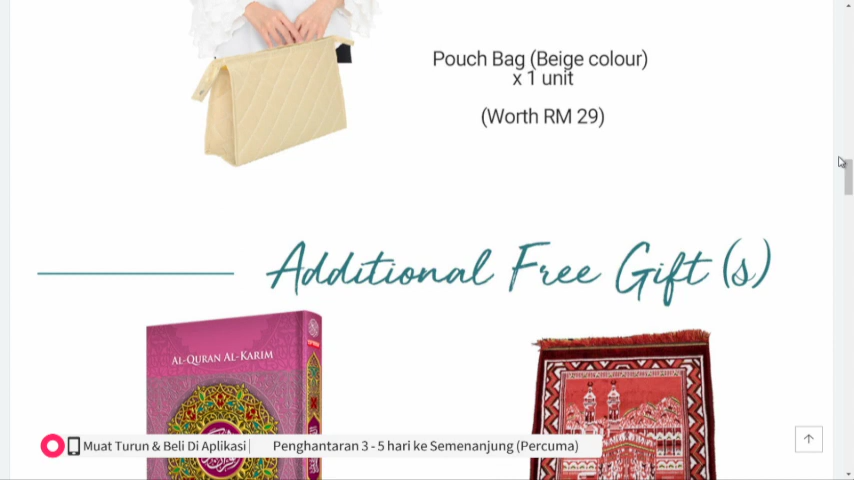 Pouch Bag (Beige colour)
x 1 unit
(Worth RM 29)
Additional Free Gift (s)
AL-QURAN AL-KARIM
Muat Turun & Beli Di Aplikasi
Penghantaran 3 - 5 hari ke Semenanjung (Percuma)